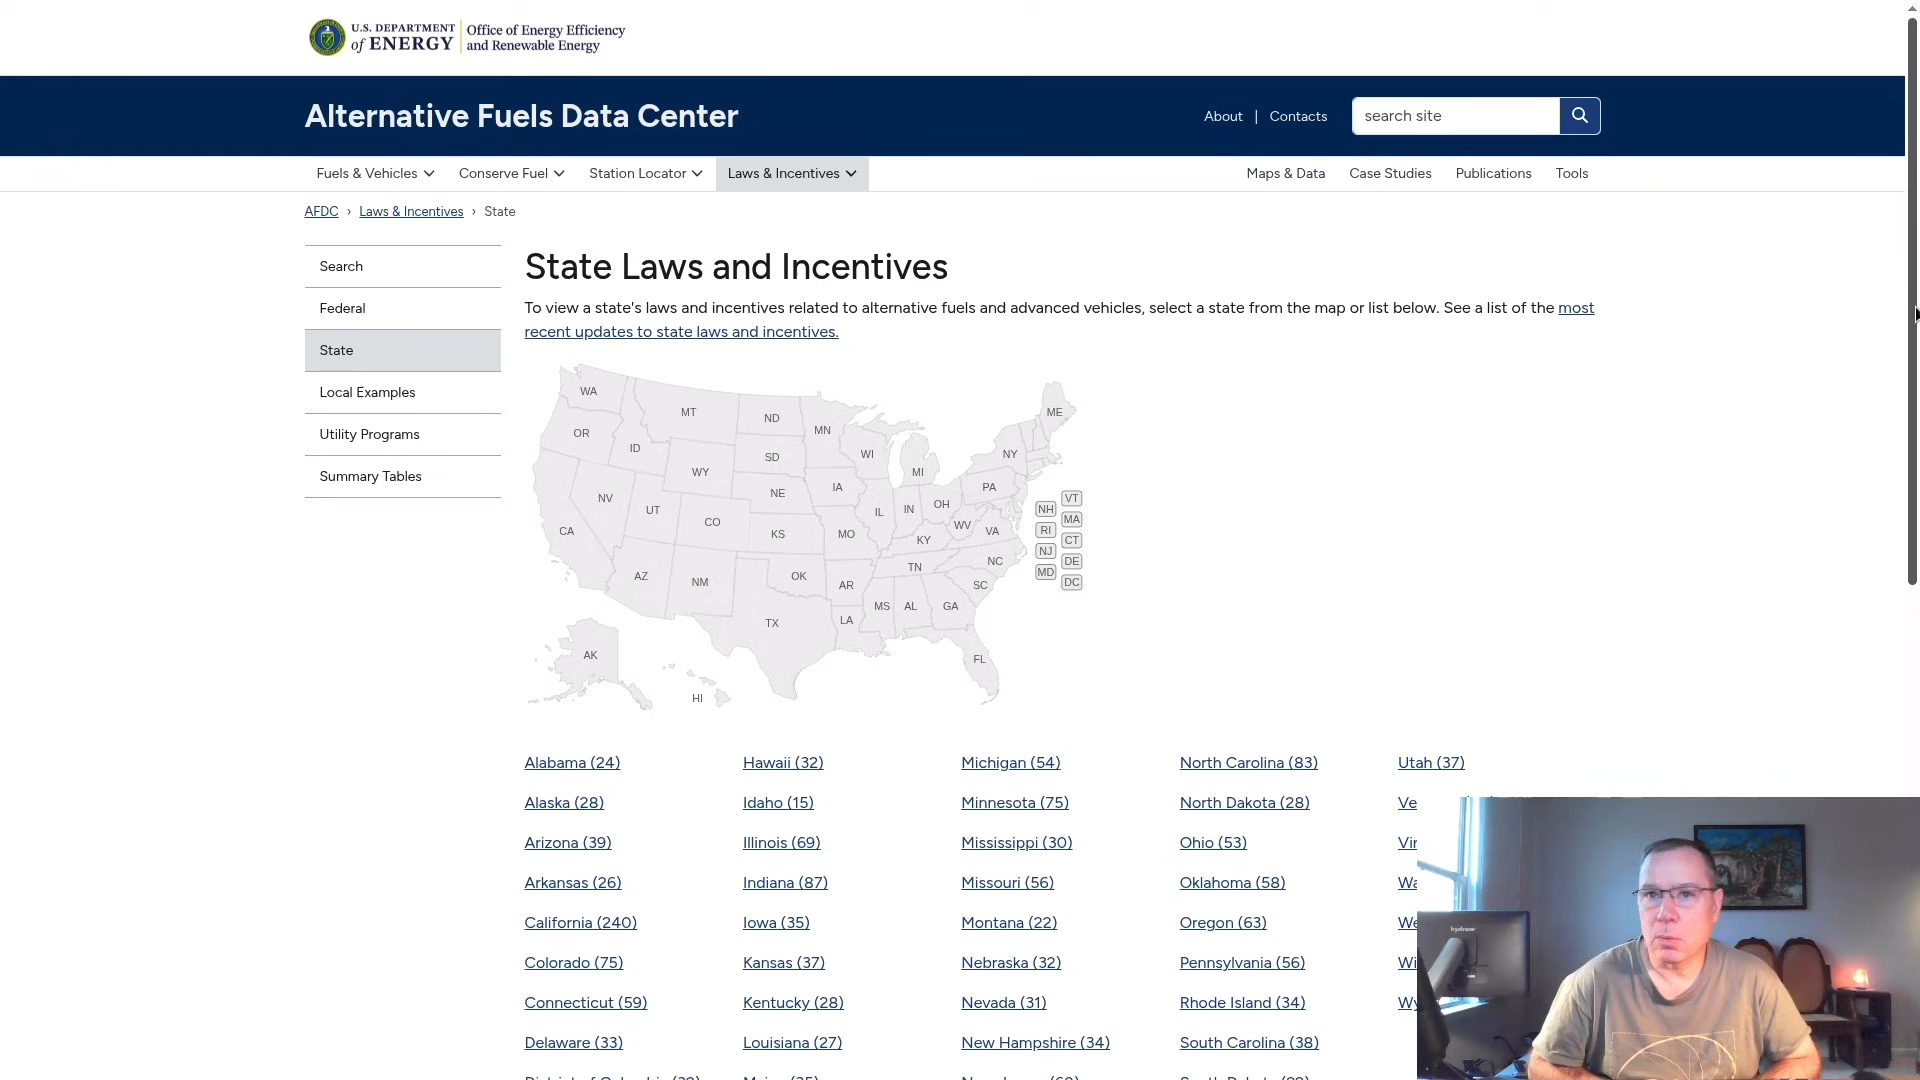 U.S. DEPARTMENT
of ENERGY
Office of Energy Efficiency
and Renewable Energy
Alternative Fuels Data Center
About | Contacts
search site
Fuels & Vehicles
Conserve Fuel
Station Locator
Laws & Incentives
Maps & Data
Case Studies
Publications
Tools
AFDC › Laws & Incentives › State
Search
Federal
State
Local Examples
Utility Programs
Summary Tables
State Laws and Incentives
To view a state's laws and incentives related to alternative fuels and advanced vehicles, select a state from the map or list below. See a list of the most
recent updates to state laws and incentives.
WA
MT
ND
MN
ME
OR
ID
WY
SD
WI
MI
NY
NV
UT
CO
NE
IA
IL
IN
OH
PA
CA
KS
MO
KY
WV
VA
AZ
NM
OK
AR
TN
NC
SC
TX
LA
MS
AL
GA
FL
AK
HI
NH
VT
RI
MA
NJ
CT
MD
DE
DC
Alabama (24)
Alaska (28)
Arizona (39)
Arkansas (26)
California (240)
Colorado (75)
Connecticut (59)
Delaware (33)
Hawaii (32)
Idaho (15)
Illinois (69)
Indiana (87)
Iowa (35)
Kansas (37)
Kentucky (28)
Louisiana (27)
Michigan (54)
Minnesota (75)
Mississippi (30)
Missouri (56)
Montana (22)
Nebraska (32)
Nevada (31)
New Hampshire (34)
North Carolina (83)
North Dakota (28)
Ohio (53)
Oklahoma (58)
Oregon (63)
Pennsylvania (56)
Rhode Island (34)
South Carolina (38)
Utah (37)
Ve
Vir
Wa
We
Wi
Wy